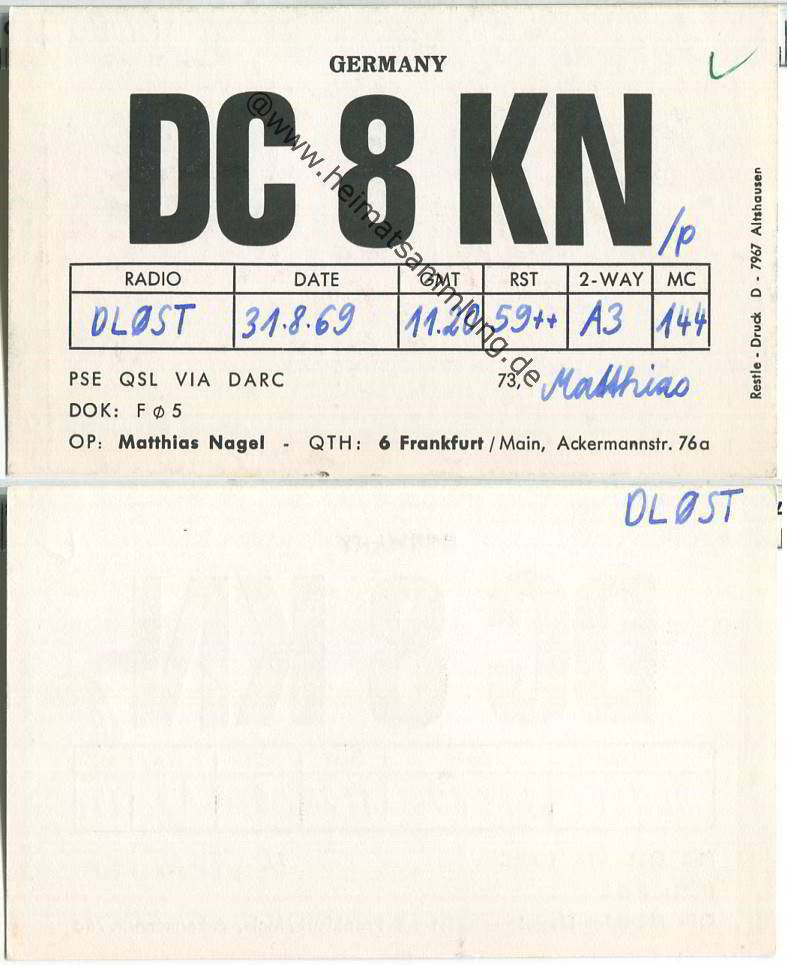 GERMANY
DC 8 KN /p
RADIO DATE GMT RST 2-WAY MC
DLØST 31.8.69 11.20 59++ A3 144
PSE QSL VIA DARC
73, Matthias
DOK: F ø 5
OP: Matthias Nagel - QTH: 6 Frankfurt / Main, Ackermannstr. 76a
Restle - Druck D - 7967 Altshausen
@www.heimatsammlung.de
DLØST